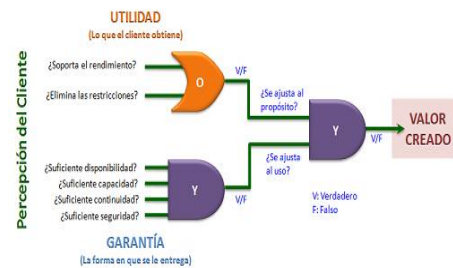 UTILIDAD
(Lo que el cliente obtiene)
Percepción del Cliente
¿Soporta el rendimiento?
¿Elimina las restricciones?
O
V/F
¿Se ajusta al
propósito?
Y
V/F
VALOR
CREADO
¿Suficiente disponibilidad?
¿Suficiente capacidad?
¿Suficiente continuidad?
¿Suficiente seguridad?
Y
V/F
¿Se ajusta
al uso?
V: Verdadero
F: Falso
GARANTÍA
(La forma en que se le entrega)